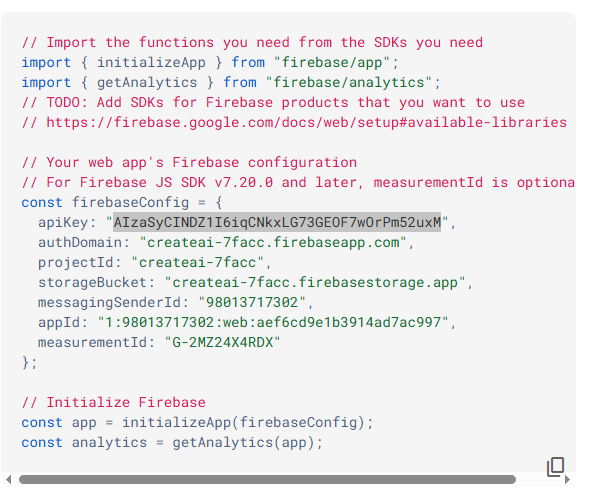 // Import the functions you need from the SDKs you need
import { initializeApp } from "firebase/app";
import { getAnalytics } from "firebase/analytics";
// TODO: Add SDKs for Firebase products that you want to use
// https://firebase.google.com/docs/web/setup#available-libraries
// Your web app's Firebase configuration
// For Firebase JS SDK v7.20.0 and later, measurementId is optiona
const firebaseConfig = {
apiKey: "AIzaSyCINDZ1I6iqCNkxLG73GEOF7wOrPm52uxM",
authDomain: "createai-7facc.firebaseapp.com",
projectId: "createai-7facc",
storageBucket: "createai-7facc.firebasestorage.app",
messagingSenderId: "98013717302",
appId: "1:98013717302:web:aef6cd9e1b3914ad7ac997",
measurementId: "G-2MZ24X4RDX"
};
// Initialize Firebase
const app = initializeApp(firebaseConfig);
const analytics = getAnalytics(app);